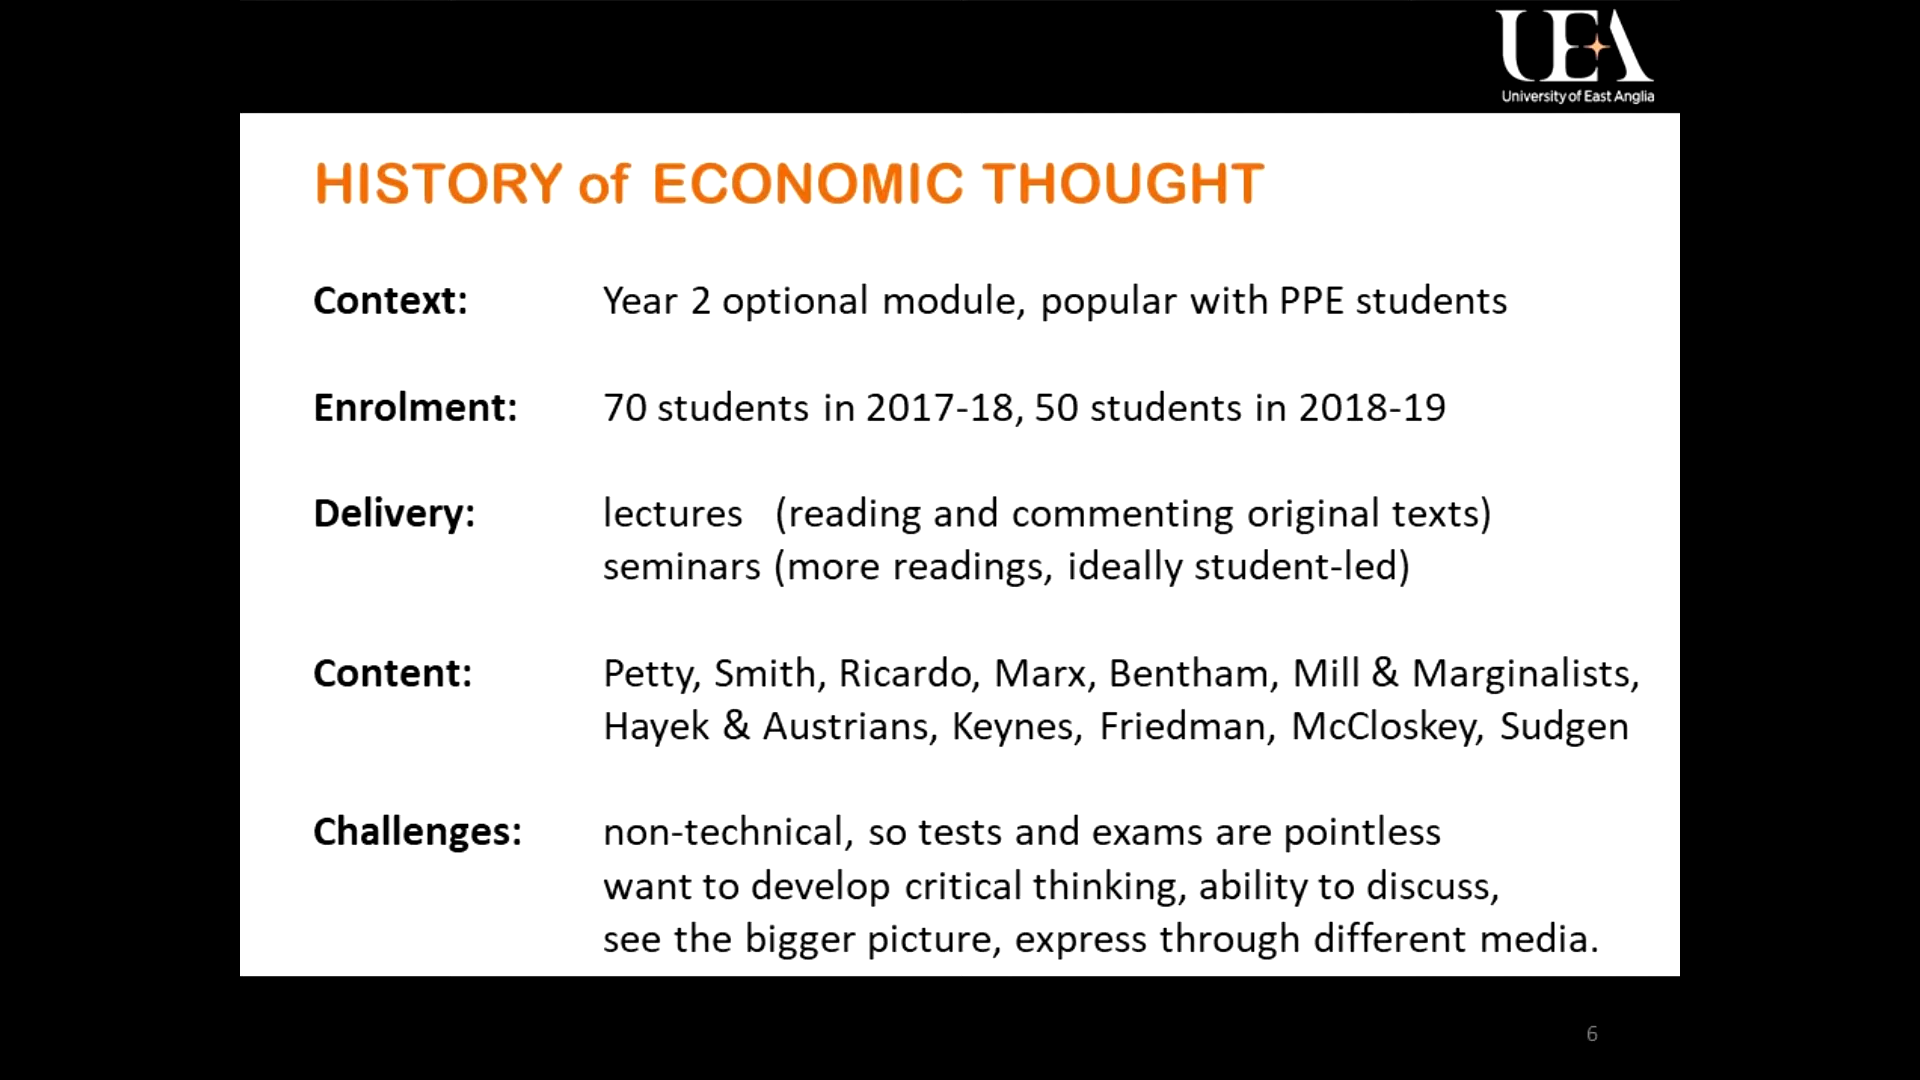 UEA
University of East Anglia
HISTORY of ECONOMIC THOUGHT
Context: Year 2 optional module, popular with PPE students
Enrolment: 70 students in 2017-18, 50 students in 2018-19
Delivery: lectures (reading and commenting original texts)
seminars (more readings, ideally student-led)
Content: Petty, Smith, Ricardo, Marx, Bentham, Mill & Marginalists,
Hayek & Austrians, Keynes, Friedman, McCloskey, Sudgen
Challenges: non-technical, so tests and exams are pointless
want to develop critical thinking, ability to discuss,
see the bigger picture, express through different media.
6